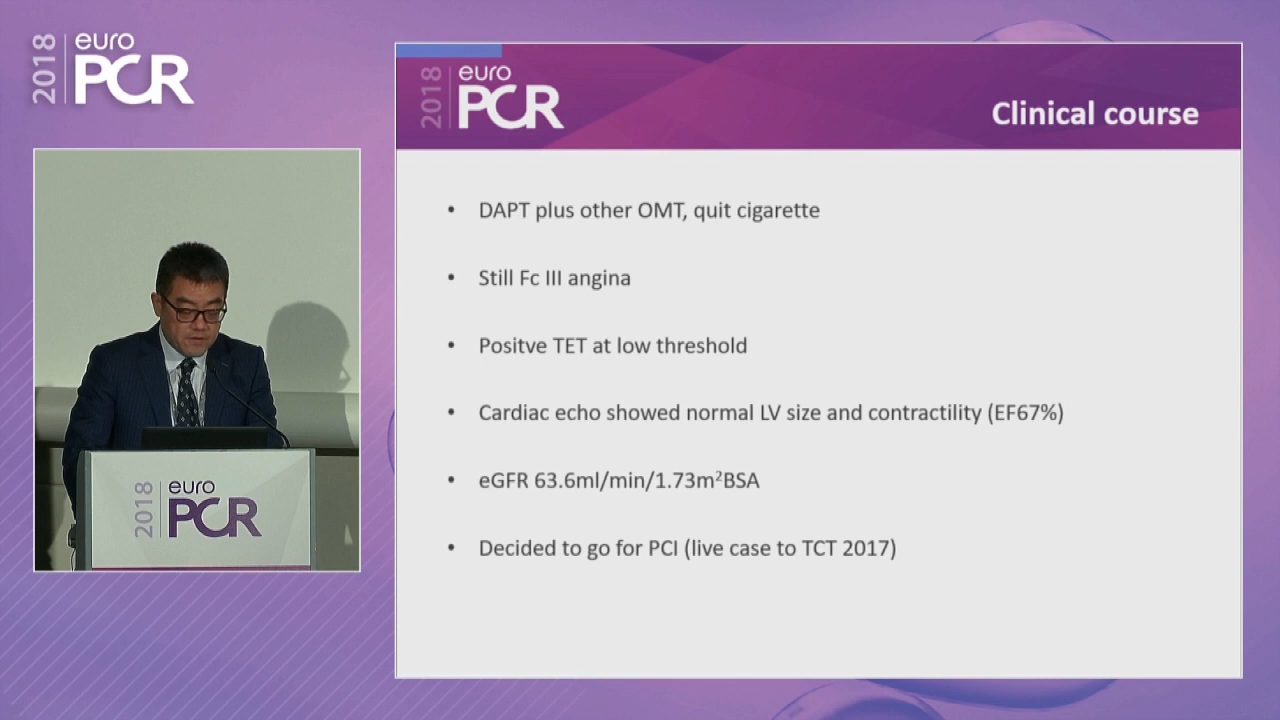 2018 euro PCR
2018 euro PCR
Clinical course
• DAPT plus other OMT, quit cigarette
• Still Fc III angina
• Positve TET at low threshold
• Cardiac echo showed normal LV size and contractility (EF67%)
• eGFR 63.6ml/min/1.73m²BSA
• Decided to go for PCI (live case to TCT 2017)
2018 euro PCR